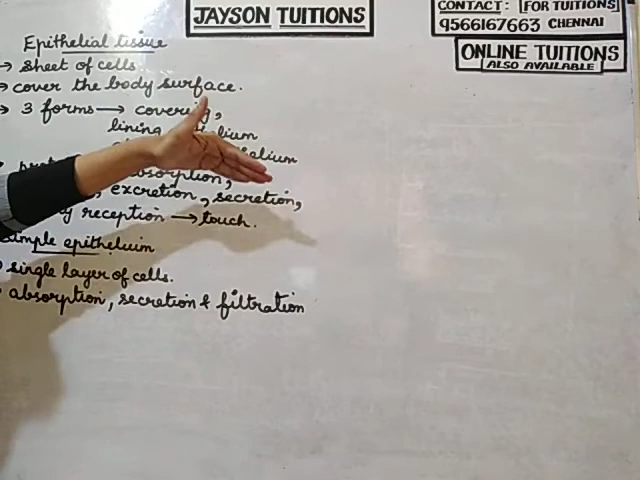 JAYSON TUITIONS
CONTACT: FOR TUITIONS
9566167663 CHENNAI
ONLINE TUITIONS
ALSO AVAILABLE
Epithelial tissue
→ sheet of cells.
→ cover the body surface.
→ 3 forms → covering,
lining
absorption,
excretion, secretion,
reception → touch.
Simple epitheluim
single layer of cells.
absorption, secretion & filtration